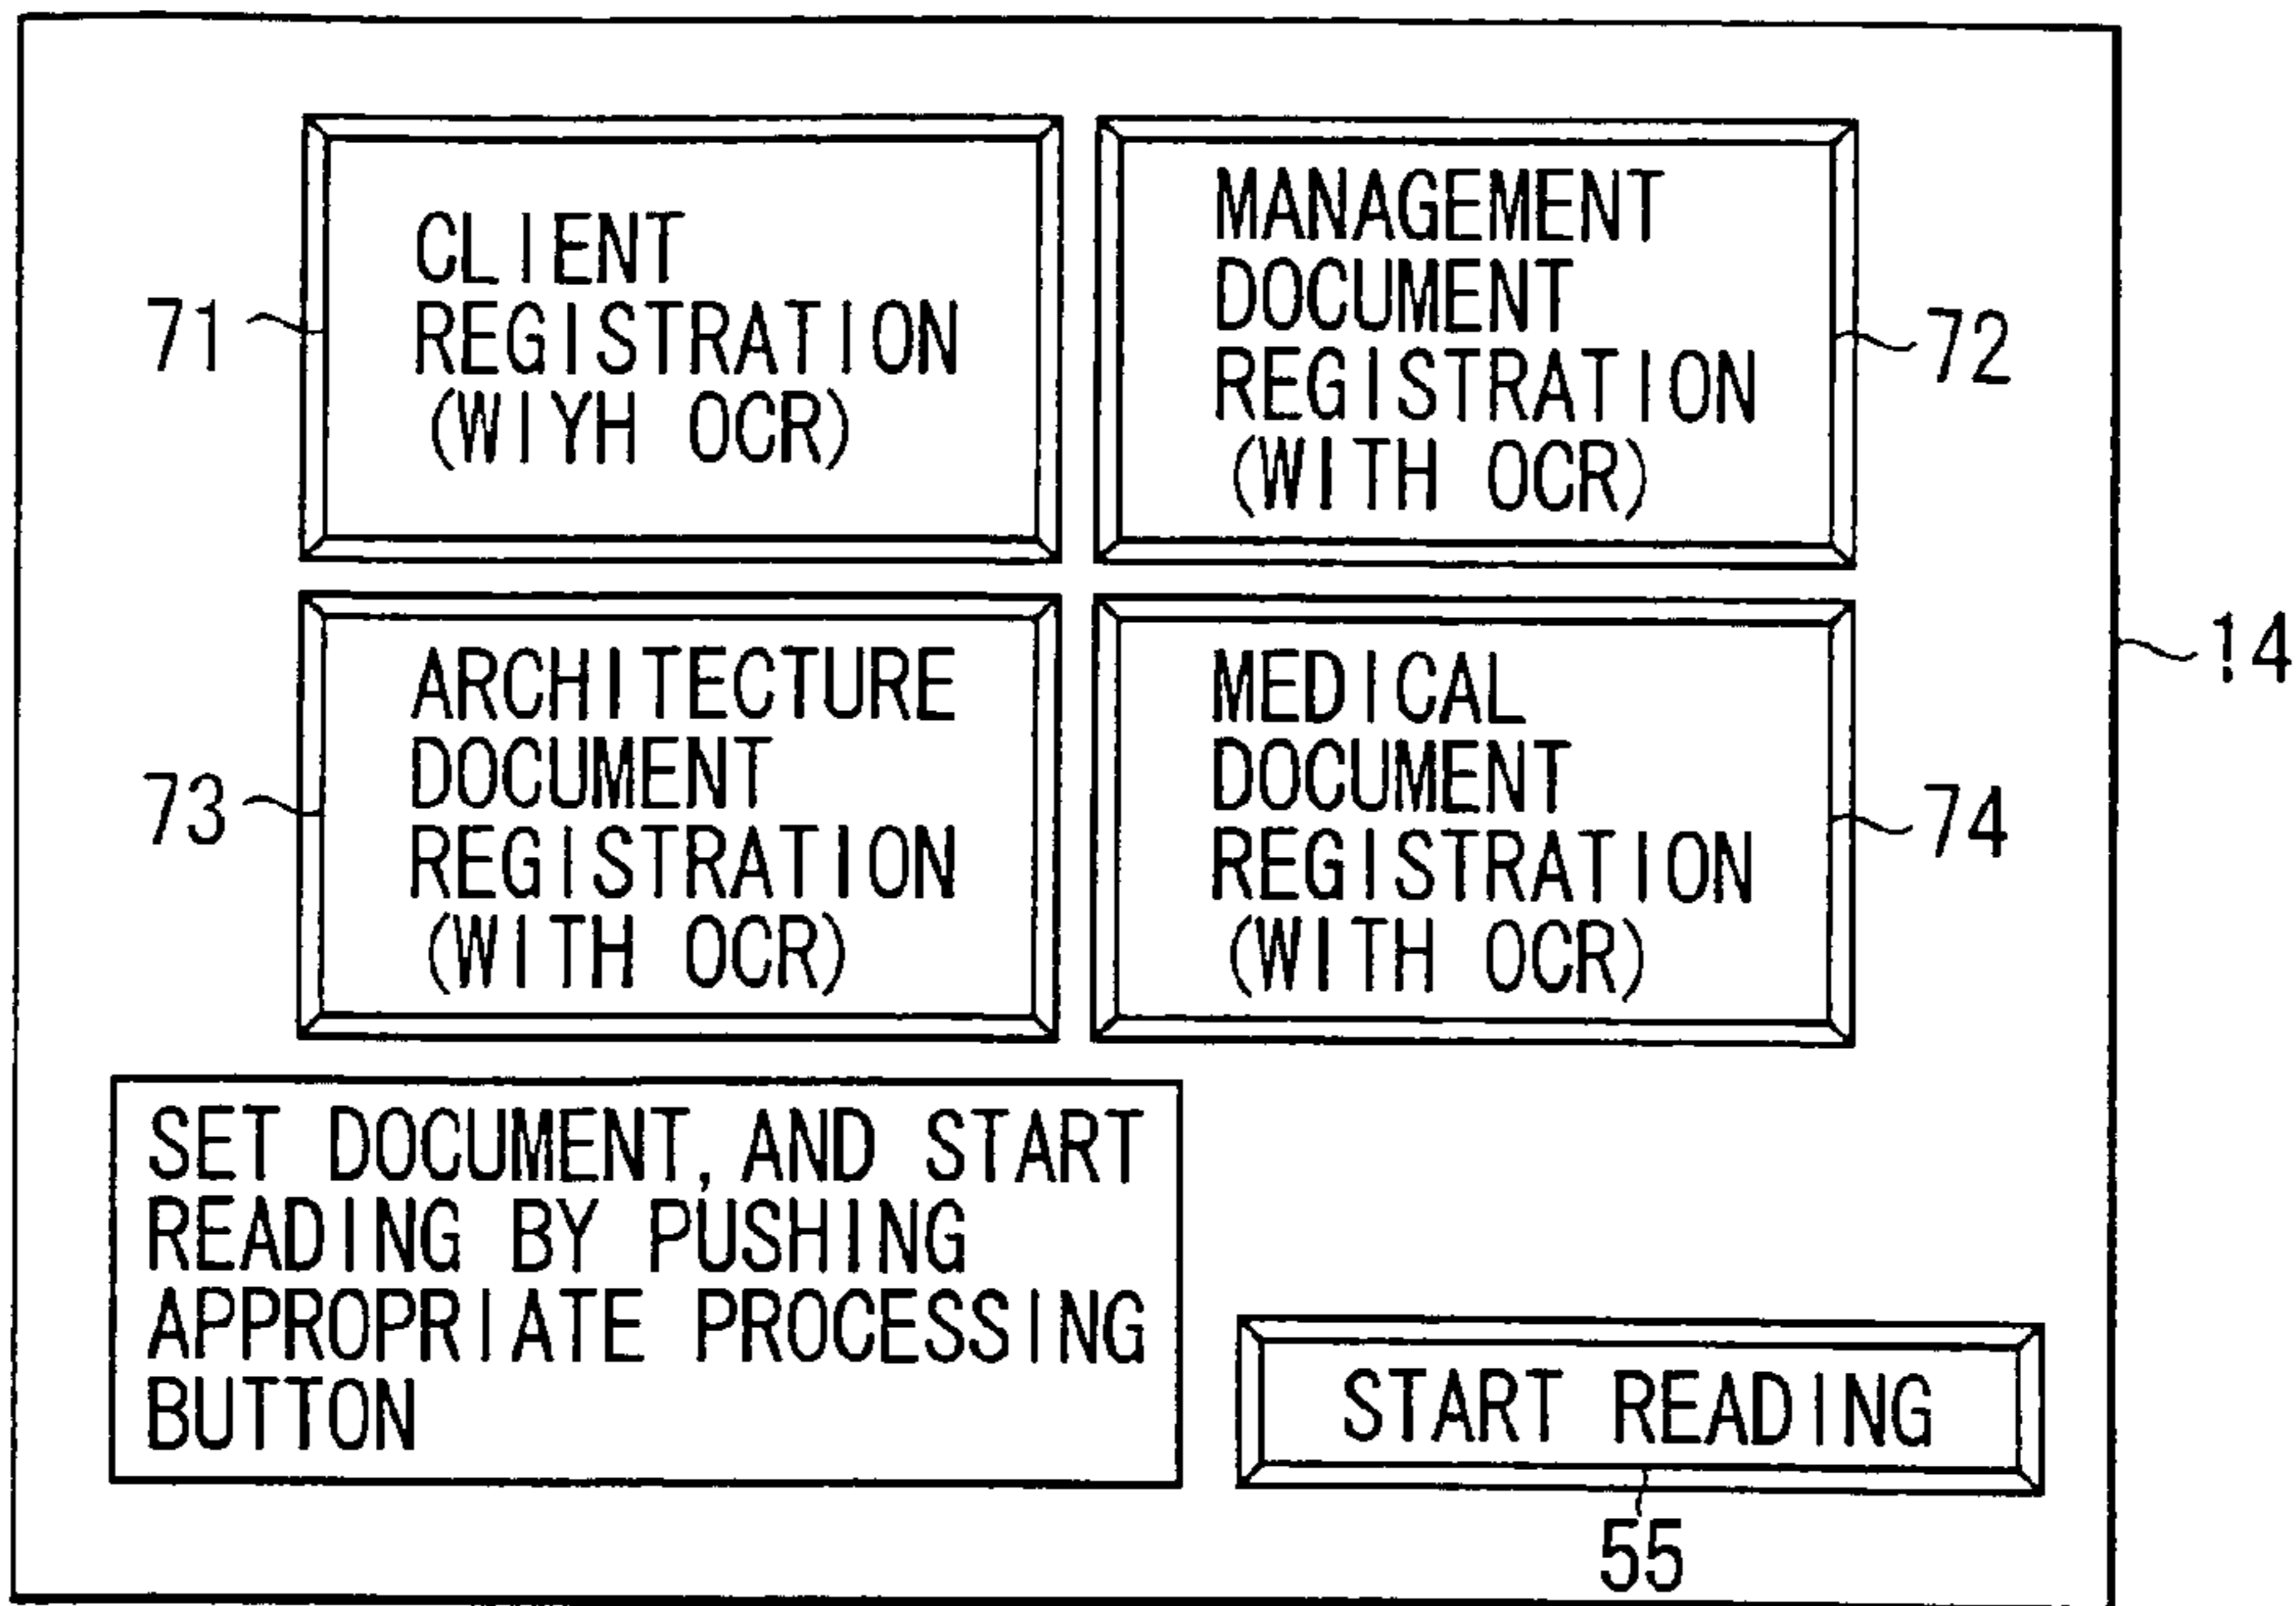 CLIENT
REGISTRATION
(WIYH OCR)
71
MANAGEMENT
DOCUMENT
REGISTRATION
(WITH OCR)
72
ARCHITECTURE
DOCUMENT
REGISTRATION
(WITH OCR)
73
MEDICAL
DOCUMENT
REGISTRATION
(WITH OCR)
74
14
SET DOCUMENT, AND START
READING BY PUSHING
APPROPRIATE PROCESSING
BUTTON
START READING
55